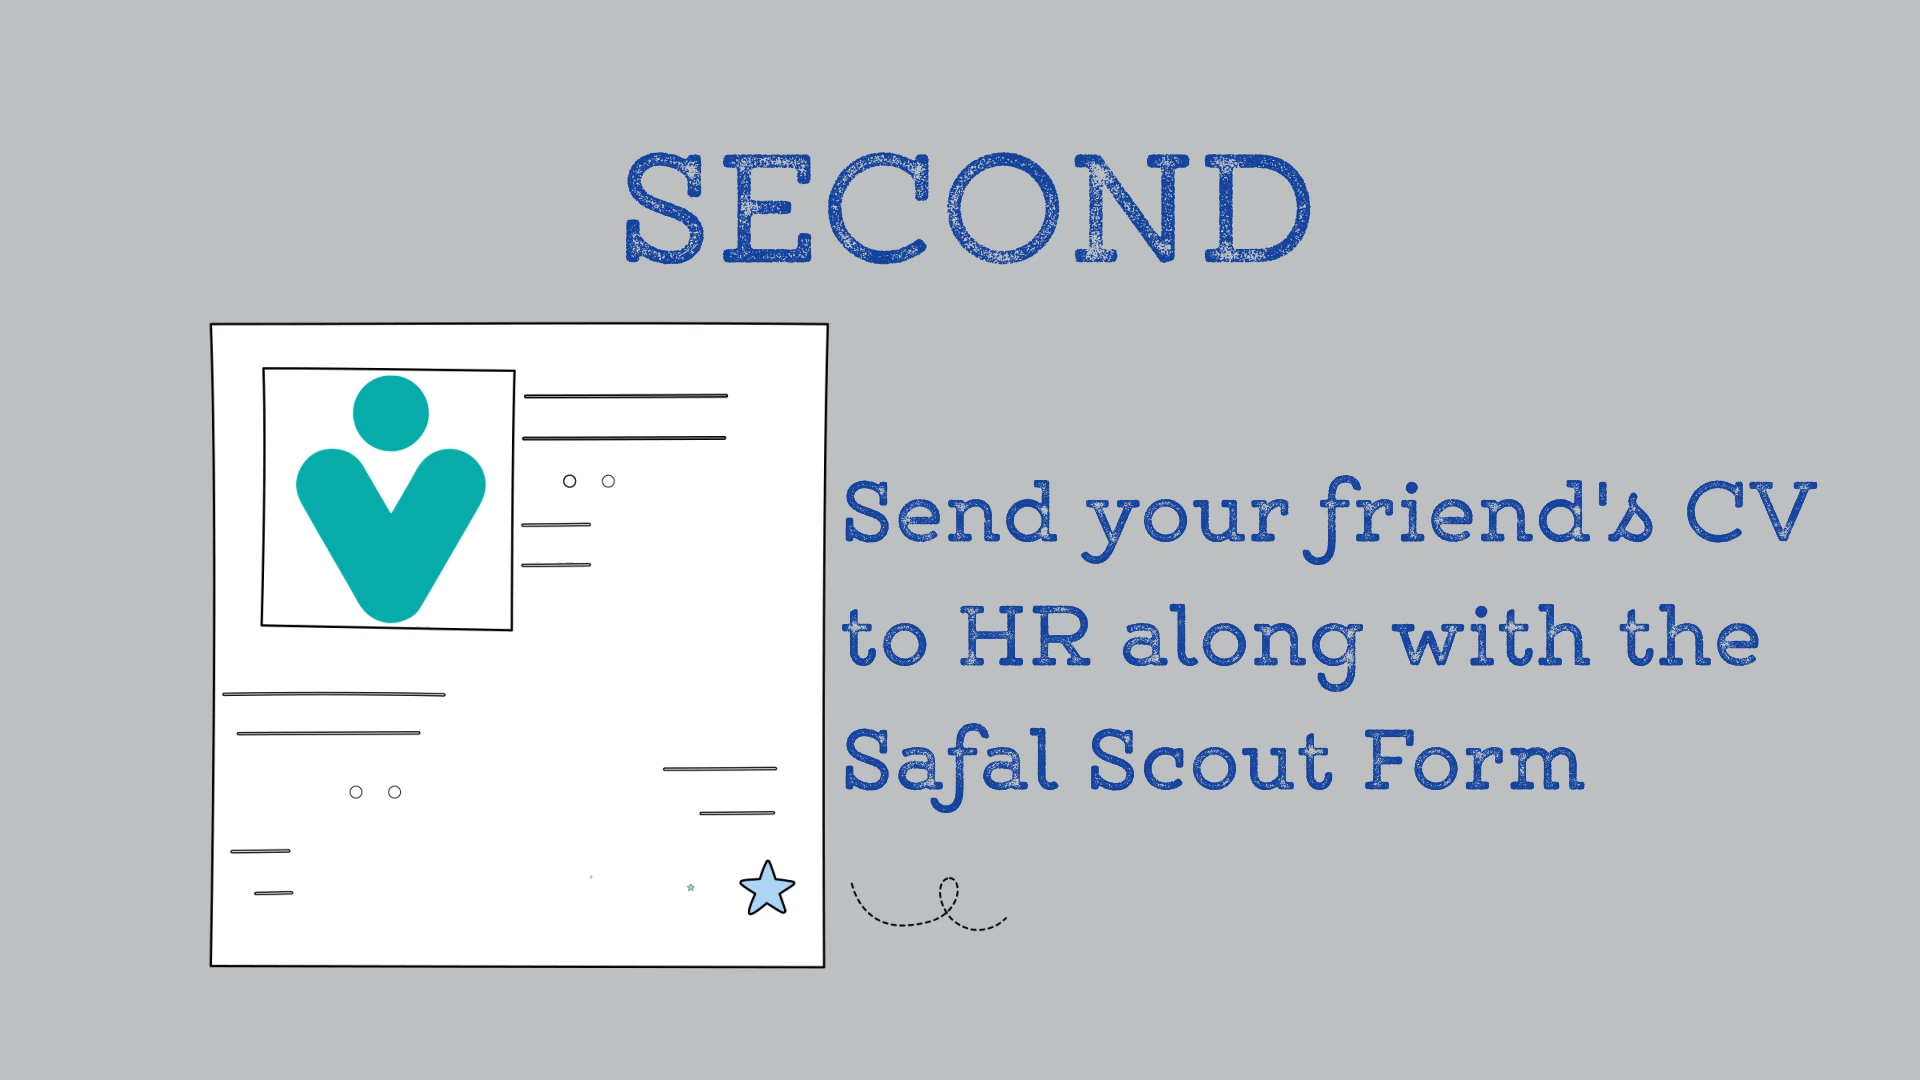 SECOND
Send your friend's CV
to HR along with the
Safal Scout Form